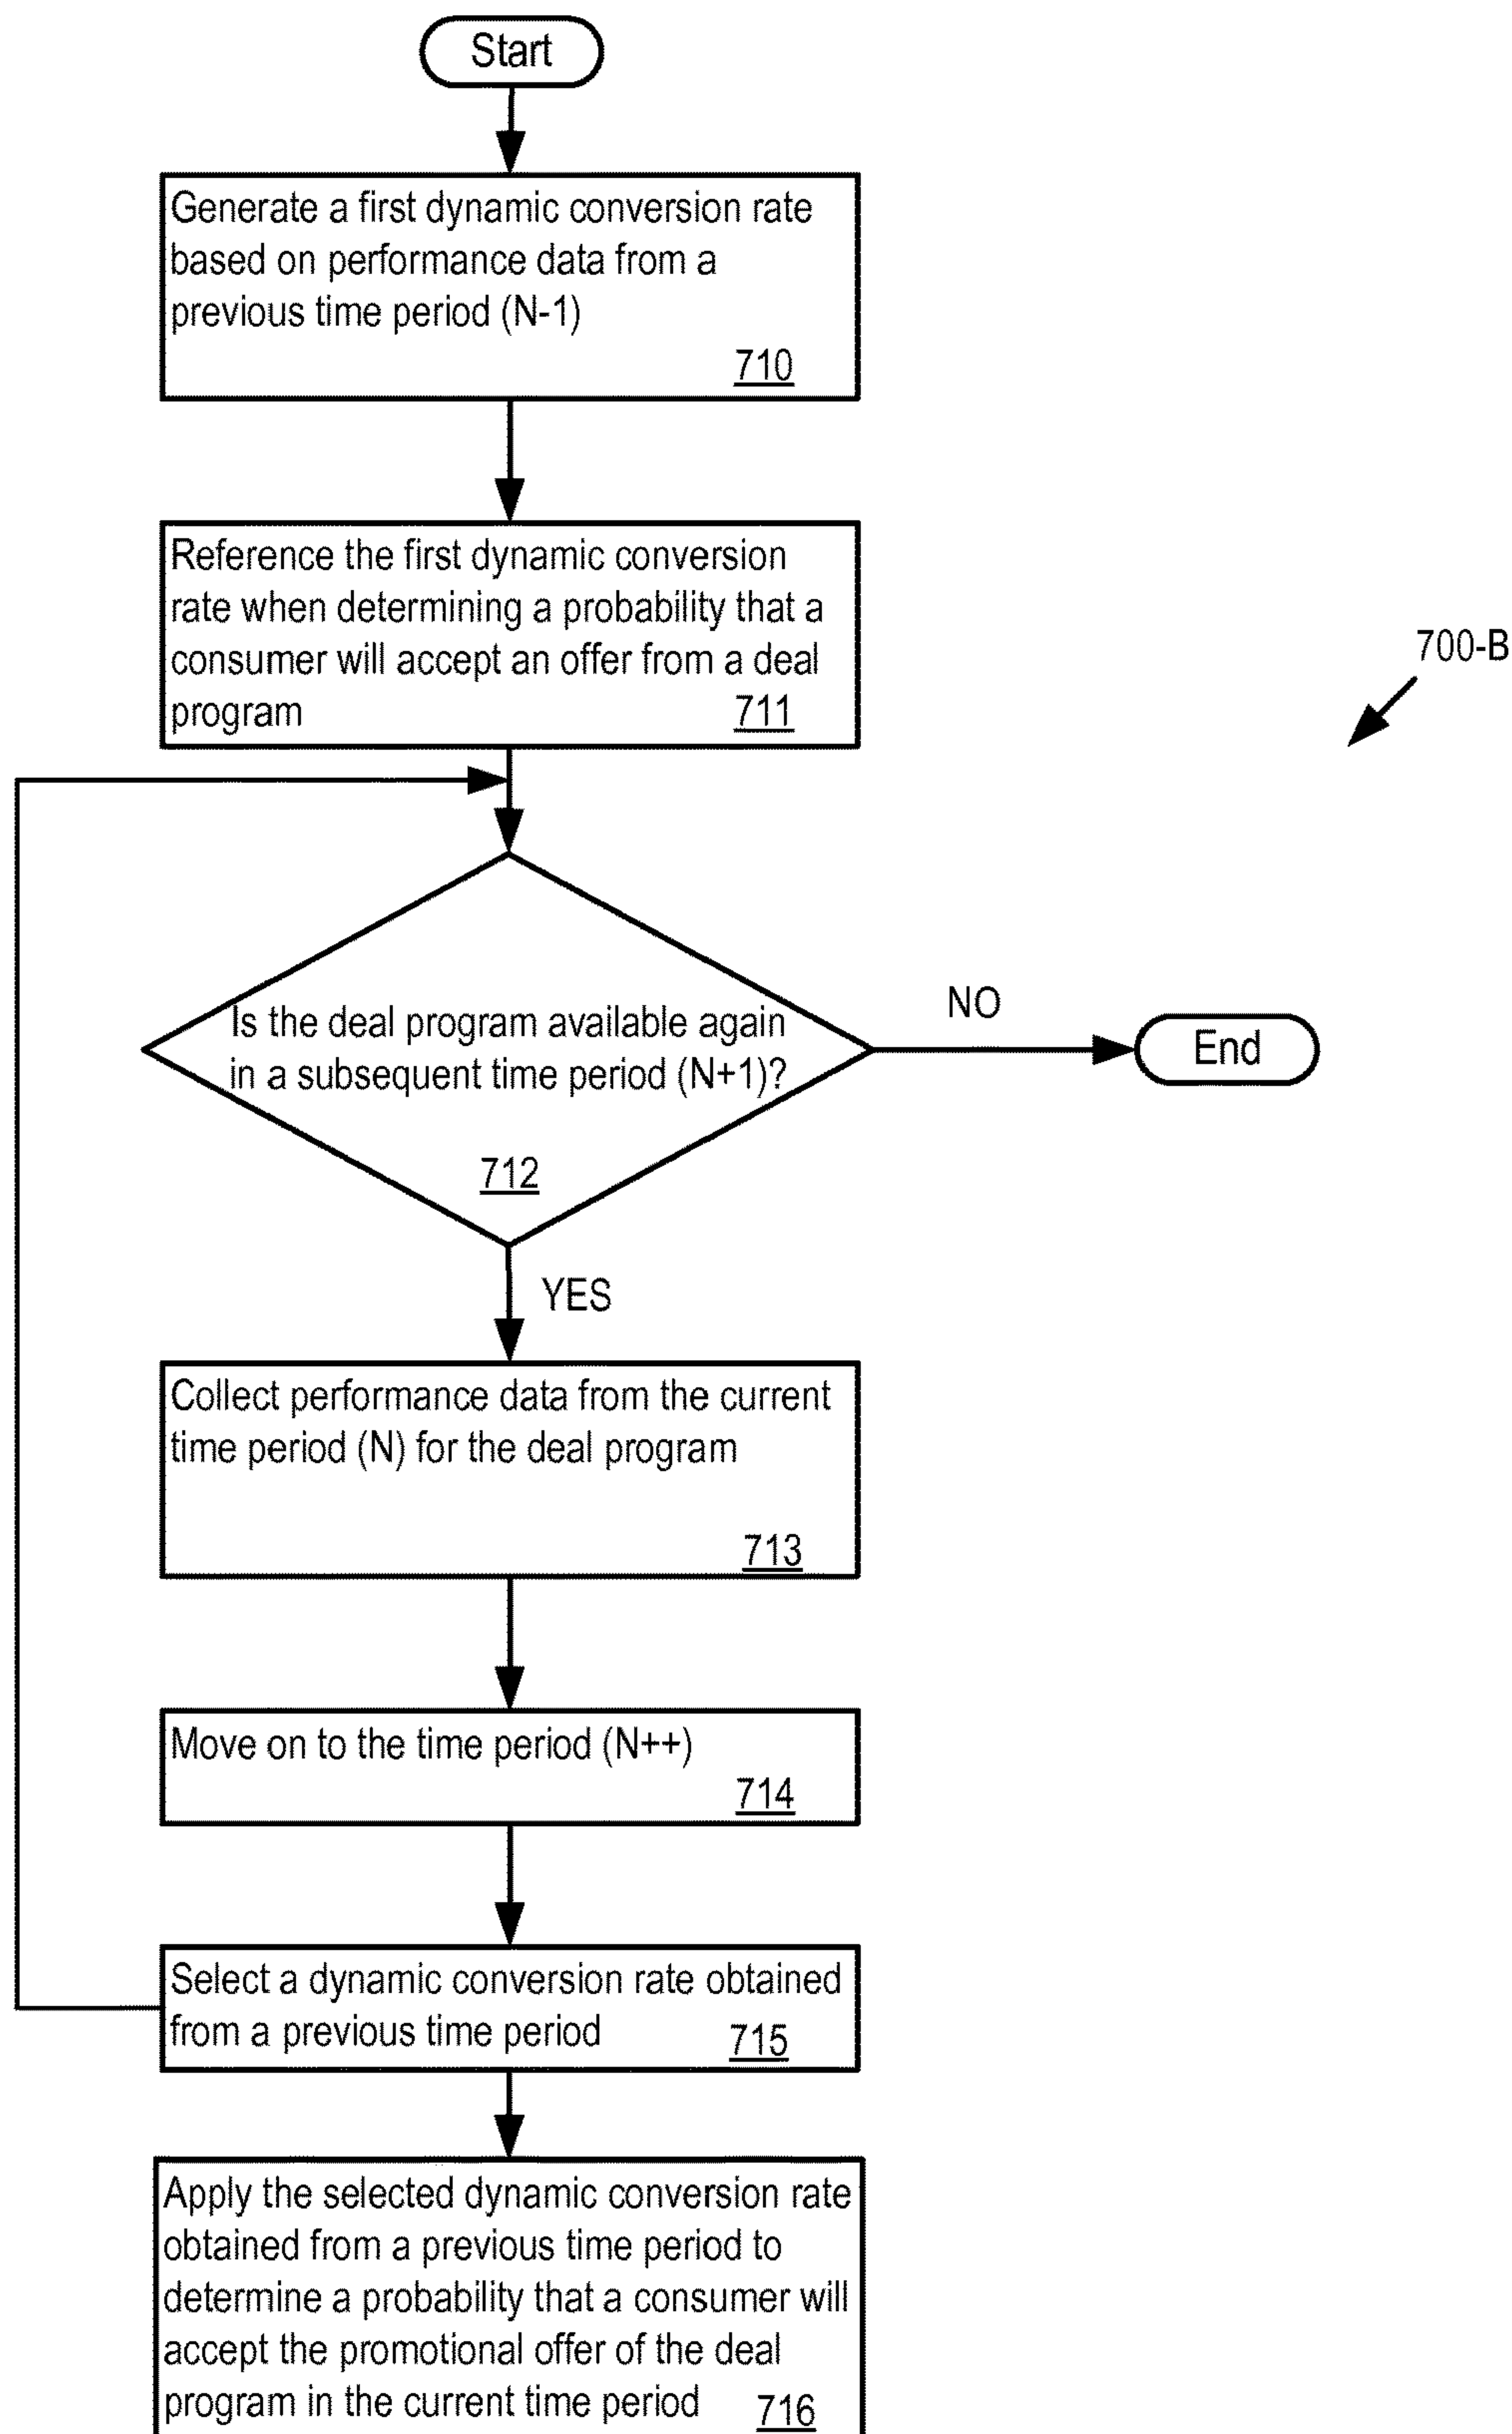 Start
Generate a first dynamic conversion rate
based on performance data from a
previous time period (N-1)
710
Reference the first dynamic conversion
rate when determining a probability that a
consumer will accept an offer from a deal
program
711
700-B
Is the deal program available again
in a subsequent time period (N+1)?
712
NO
End
YES
Collect performance data from the current
time period (N) for the deal program
713
Move on to the time period (N++)
714
Select a dynamic conversion rate obtained
from a previous time period
715
Apply the selected dynamic conversion rate
obtained from a previous time period to
determine a probability that a consumer will
accept the promotional offer of the deal
program in the current time period
716